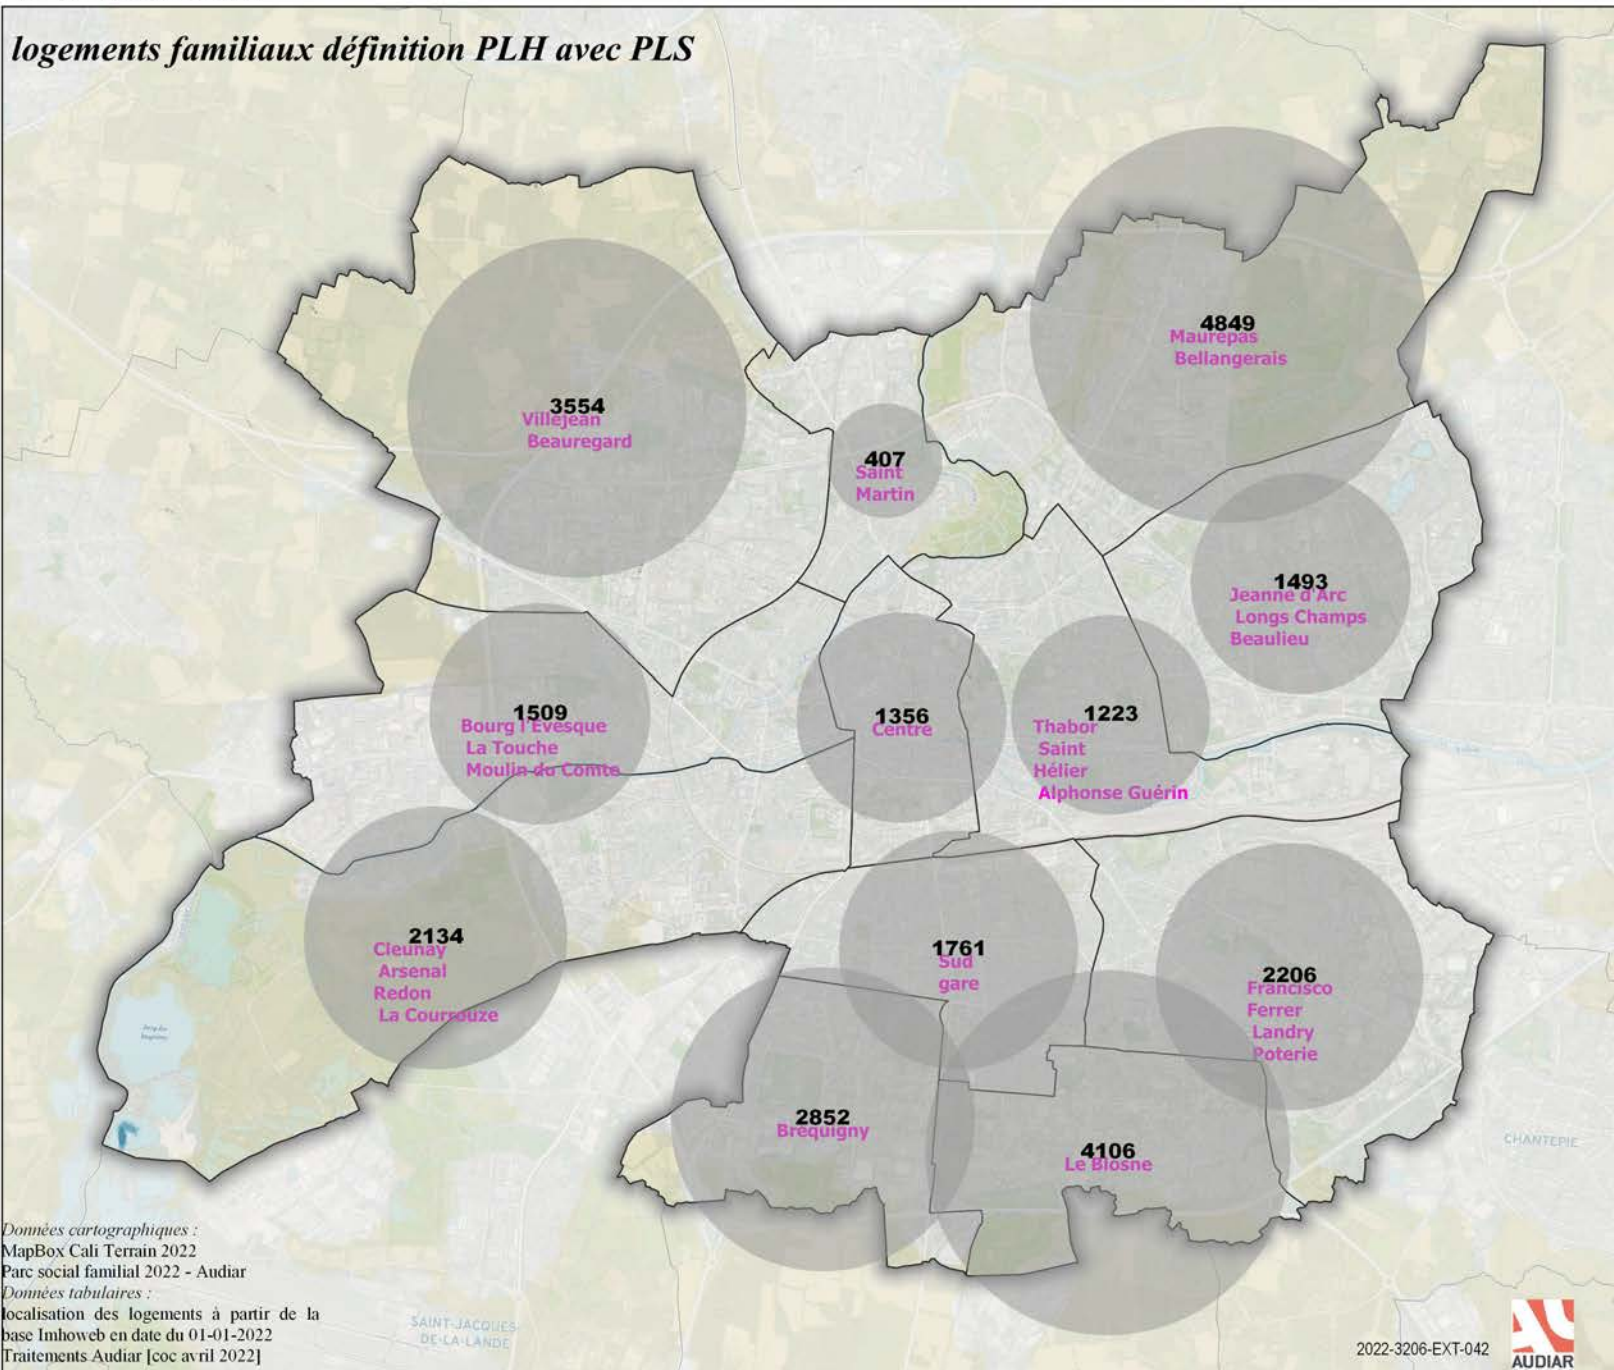 logements familiaux définition PLH avec PLS
4849
Maurepas
Bellangerais
3554
Villejean
Beauregard
407
Saint
Martin
1493
Jeanne d'Arc
Longs Champs
Beaulieu
1509
Bourg l'Evesque
La Touche
Moulin du Comte
1356
Centre
1223
Thabor
Saint
Hélier
Alphonse Guérin
2134
Cleunay
Arsenal
Redon
La Courrouze
1761
Sud
gare
2206
Francisco
Ferrer
Landry
Poterie
2852
Bréquigny
4106
Le Blosne
CHANTEPIE
SAINT-JACQUES-
DE-LA-LANDE
Données cartographiques :
MapBox Cali Terrain 2022
Parc social familial 2022 - Audiar
Données tabulaires :
localisation des logements à partir de la
base Imhoweb en date du 01-01-2022
Traitements Audiar [coc avril 2022]
2022-3206-EXT-042
AUDIAR